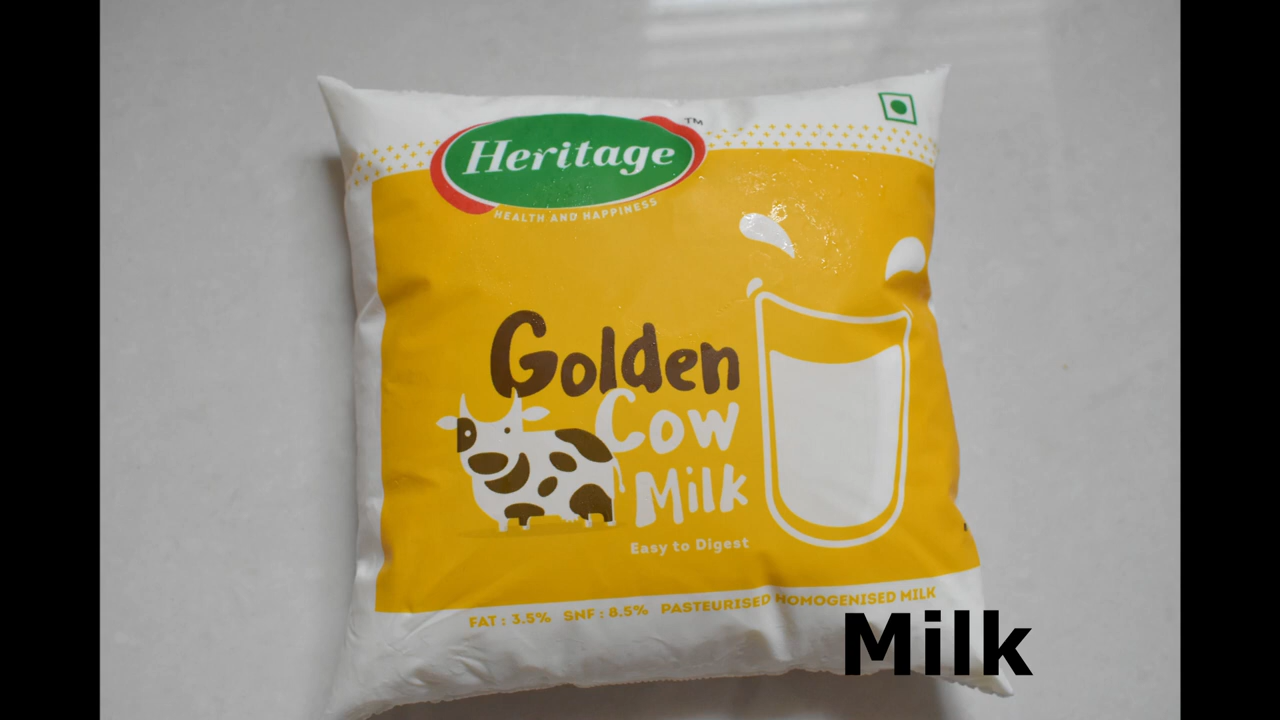 Heritage
TM
HEALTH AND HAPPINESS
Golden
Cow
Milk
Easy to Digest
FAT : 3.5% SNF : 8.5% PASTEURISED HOMOGENISED MILK
Milk